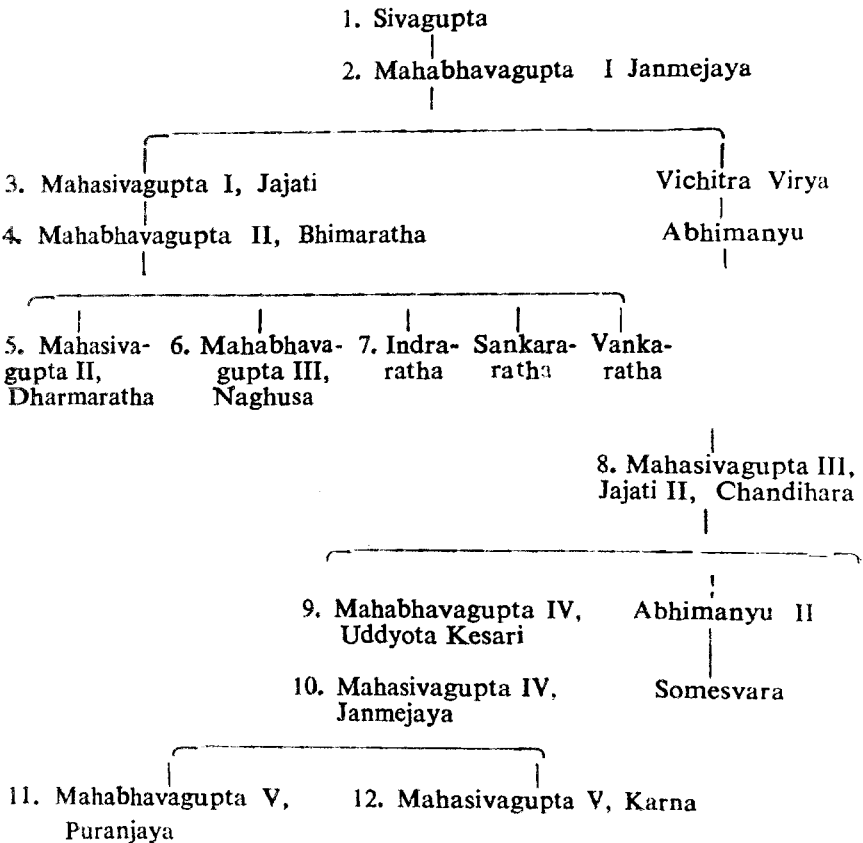 1. Sivagupta
2. Mahabhavagupta I Janmejaya
3. Mahasivagupta I, Jajati Vichitra Virya
4. Mahabhavagupta II, Bhimaratha Abhimanyu
5. Mahasiva- 6. Mahabhava- 7. Indra- Sankara- Vanka-
gupta II, gupta III, ratha ratha ratha
Dharmaratha Naghusa
8. Mahasivagupta III,
Jajati II, Chandihara
9. Mahabhavagupta IV, Abhimanyu II
Uddyota Kesari
10. Mahasivagupta IV, Somesvara
Janmejaya
11. Mahabhavagupta V, 12. Mahasivagupta V, Karna
Puranjaya